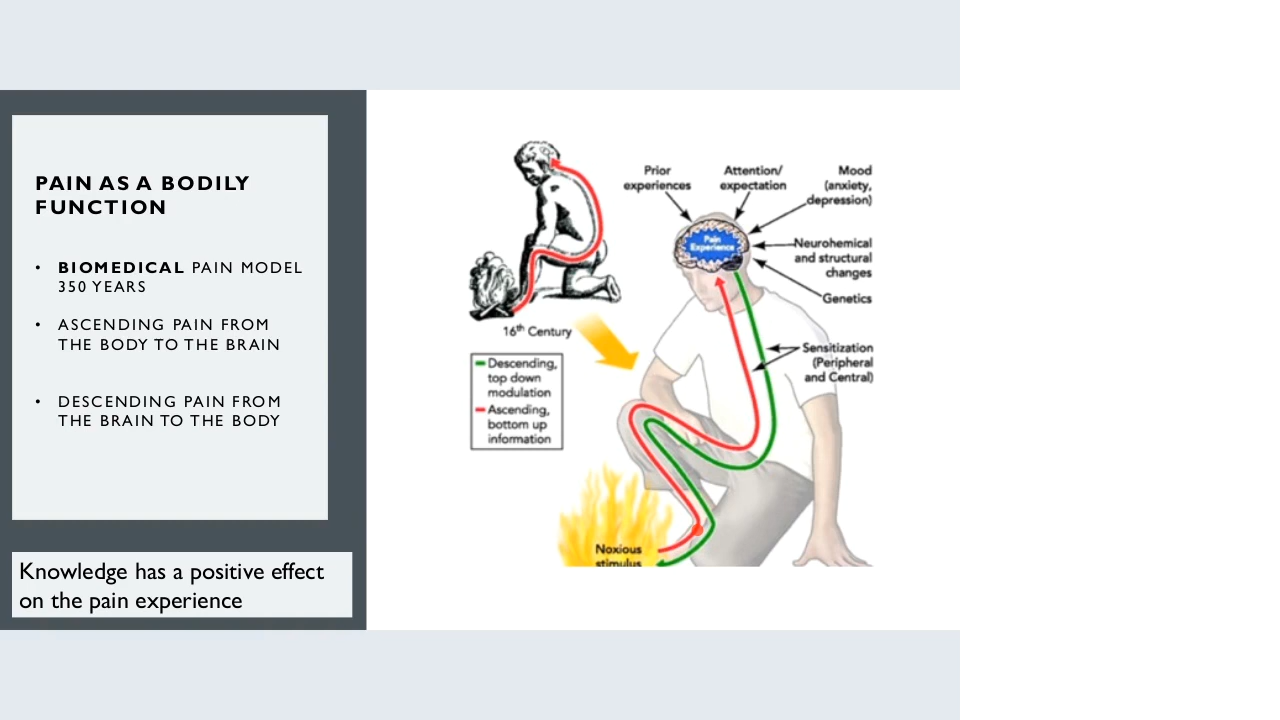 PAIN AS A BODILY
FUNCTION
• BIOMEDICAL PAIN MODEL
350 YEARS
• ASCENDING PAIN FROM
THE BODY TO THE BRAIN
• DESCENDING PAIN FROM
THE BRAIN TO THE BODY
Knowledge has a positive effect
on the pain experience
16th Century
Descending,
top down
modulation
Ascending,
bottom up
information
Prior
experiences
Attention/
expectation
Mood
(anxiety,
depression)
Pain
Experience
Neurohemical
and structural
changes
Genetics
Sensitization
(Peripheral
and Central)
Noxious
stimulus